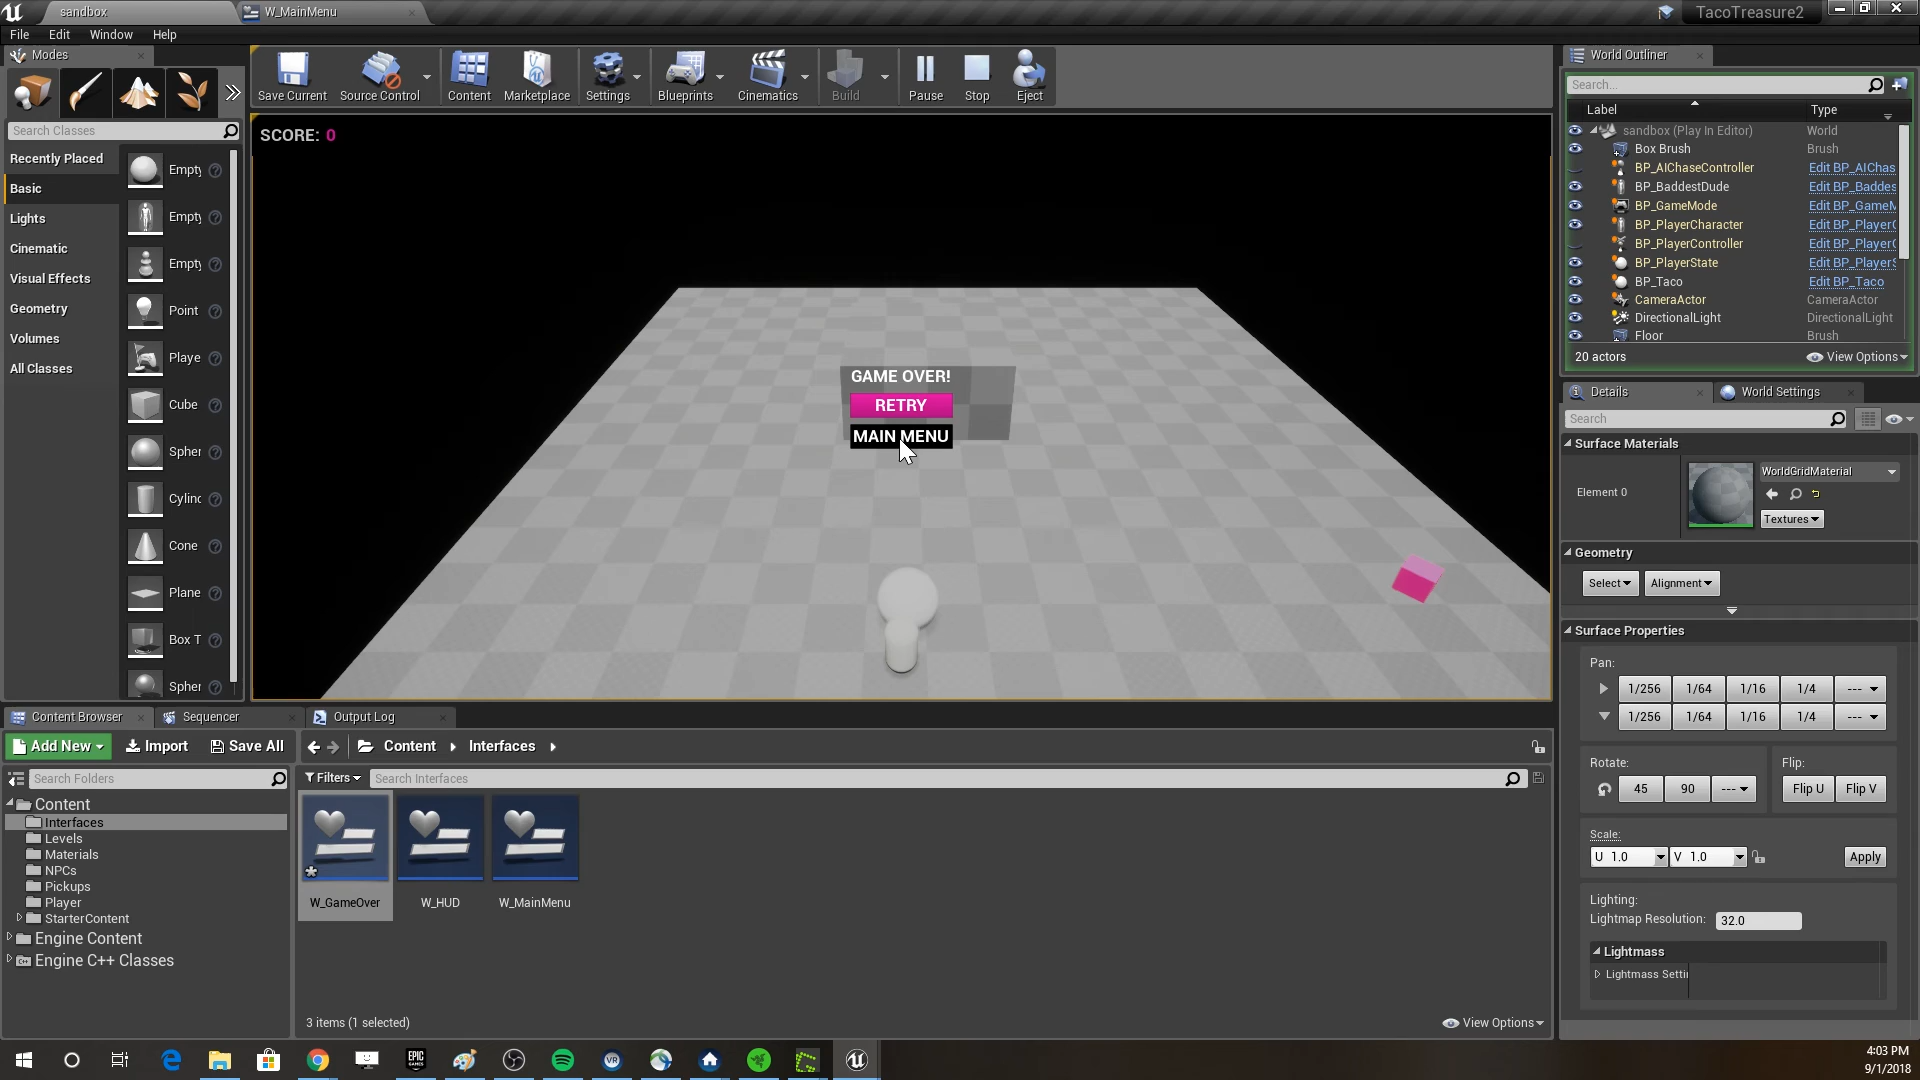 sandbox
W_MainMenu
TacoTreasure2
File Edit Window Help
Modes
Save Current
Source Control
Content
Marketplace
Settings
Blueprints
Cinematics
Build
Pause
Stop
Eject
Search Classes
Recently Placed
Basic
Lights
Cinematic
Visual Effects
Geometry
Volumes
All Classes
Empty
Empty
Empty
Point
Playe
Cube
Spher
Cylinc
Cone
Plane
Box T
Spher
SCORE: 0
GAME OVER!
RETRY
MAIN MENU
World Outliner
Search...
Label Type
sandbox (Play In Editor) World
Box Brush Brush
BP_AIChaseController Edit BP_AIChas
BP_BaddestDude Edit BP_Baddes
BP_GameMode Edit BP_GameM
BP_PlayerCharacter Edit BP_PlayerC
BP_PlayerController Edit BP_PlayerC
BP_PlayerState Edit BP_PlayerS
BP_Taco Edit BP_Taco
CameraActor CameraActor
DirectionalLight DirectionalLight
Floor Brush
20 actors View Options
Details
World Settings
Search
Surface Materials
Element 0
WorldGridMaterial
Textures
Geometry
Select Alignment
Surface Properties
Pan:
1/256 1/64 1/16 1/4 ---
1/256 1/64 1/16 1/4 ---
Rotate: Flip:
45 90 --- Flip U Flip V
Scale:
U 1.0 V 1.0 Apply
Lighting:
Lightmap Resolution: 32.0
Lightmass
Lightmass Setti
Content Browser
Sequencer
Output Log
Add New Import Save All
Content Interfaces
Search Folders
Filters
Search Interfaces
Content
Interfaces
Levels
Materials
NPCs
Pickups
Player
StarterContent
Engine Content
Engine C++ Classes
W_GameOver
W_HUD
W_MainMenu
3 items (1 selected)
View Options
EPIC GAMES
VR
4:03 PM
9/1/2018